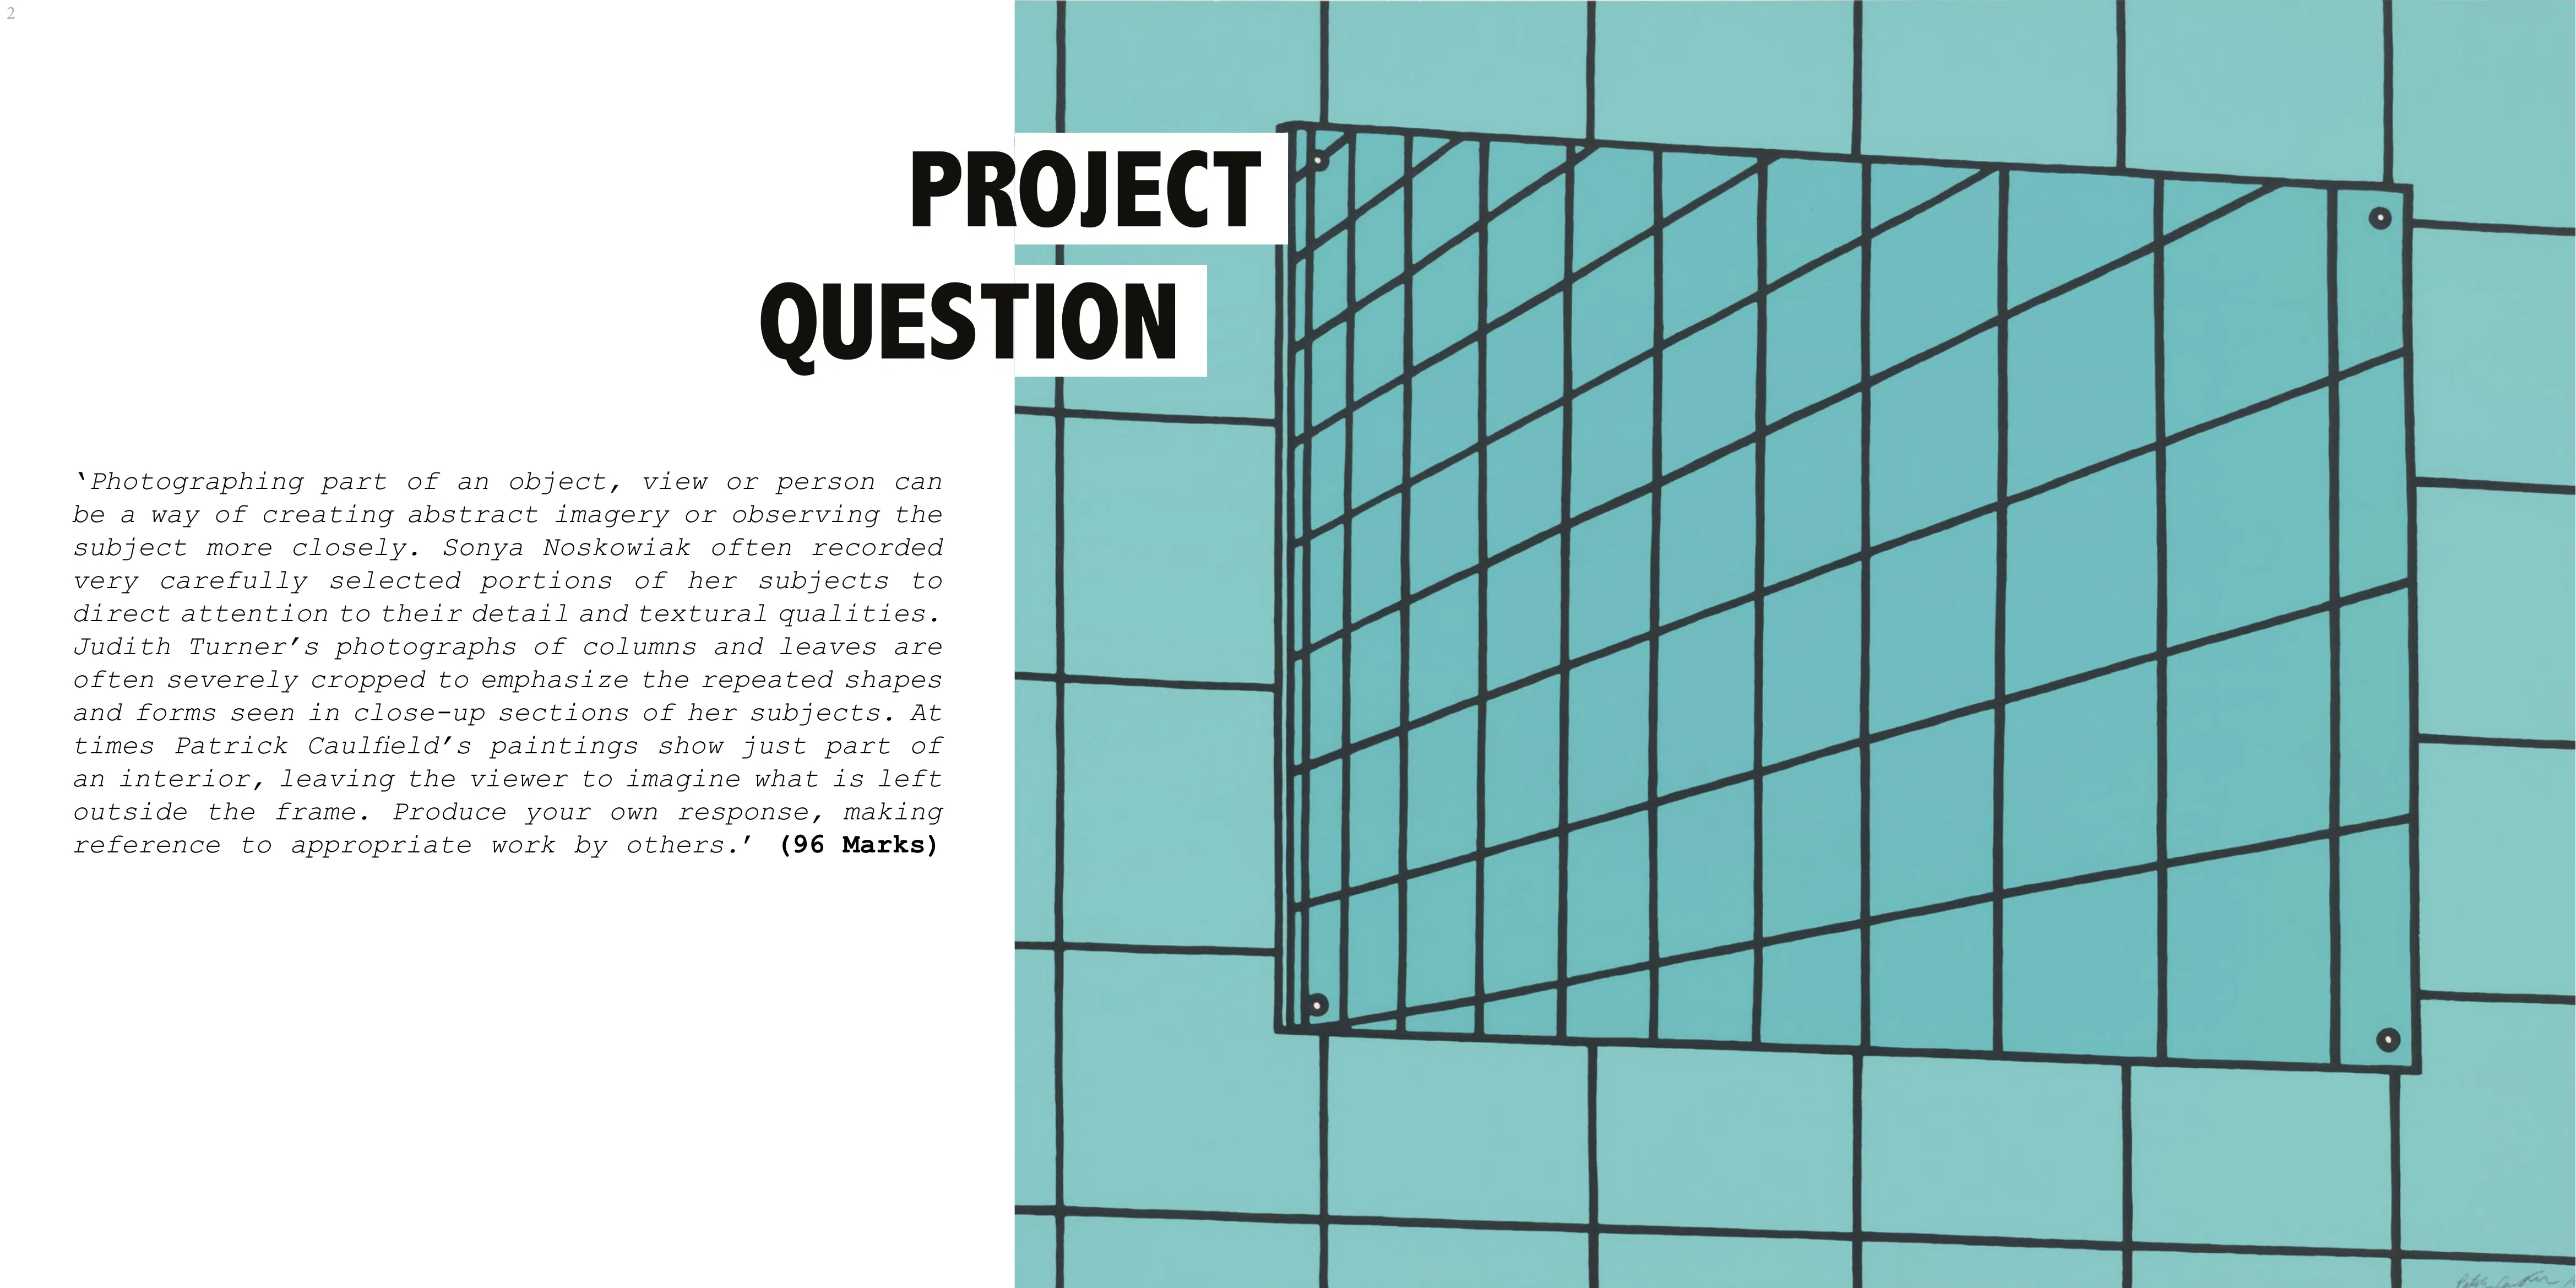 2
PROJECT
QUESTION
‘Photographing part of an object, view or person can
be a way of creating abstract imagery or observing the
subject more closely. Sonya Noskowiak often recorded
very carefully selected portions of her subjects to
direct attention to their detail and textural qualities.
Judith Turner’s photographs of columns and leaves are
often severely cropped to emphasize the repeated shapes
and forms seen in close-up sections of her subjects. At
times Patrick Caulfield’s paintings show just part of
an interior, leaving the viewer to imagine what is left
outside the frame. Produce your own response, making
reference to appropriate work by others.’ (96 Marks)